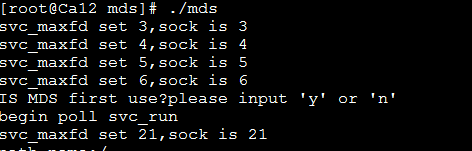 [root@Ca12 mds]# ./mds
svc_maxfd set 3,sock is 3
svc_maxfd set 4,sock is 4
svc_maxfd set 5,sock is 5
svc_maxfd set 6,sock is 6
IS MDS first use?please input 'y' or 'n'
begin poll svc_run
svc_maxfd set 21,sock is 21